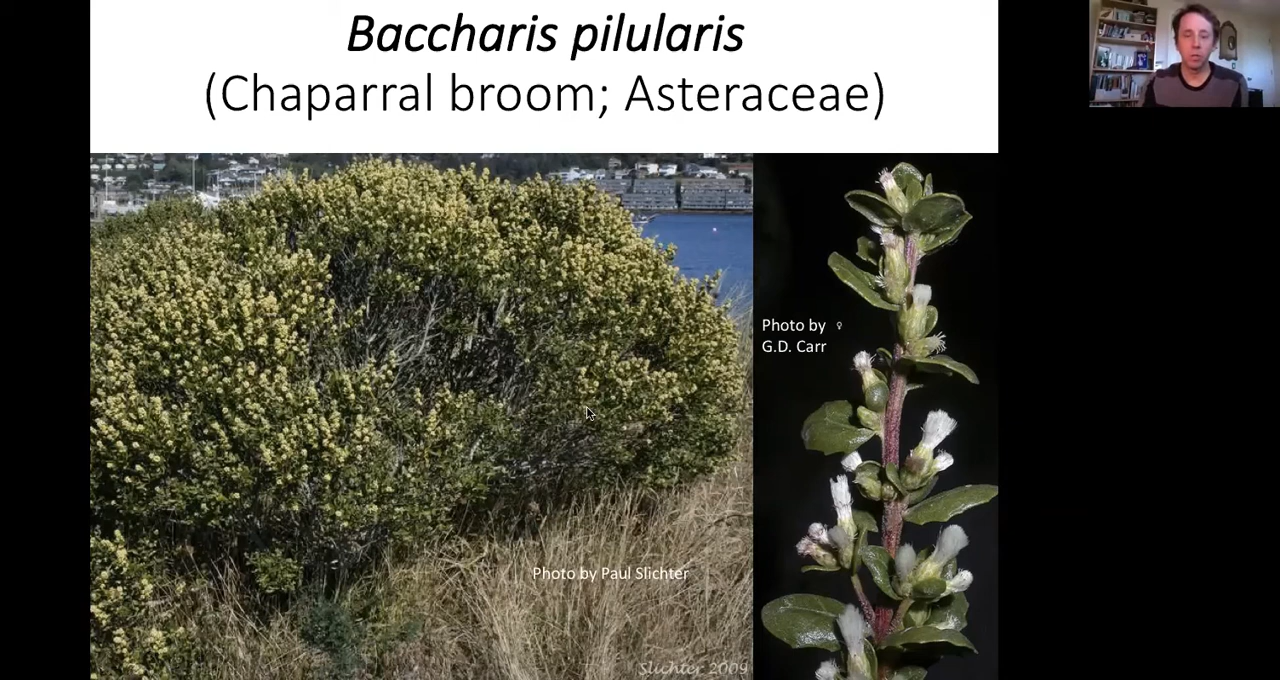 Baccharis pilularis
(Chaparral broom; Asteraceae)
Photo by ♀
G.D. Carr
Photo by Paul Slichter
Slichter 2009